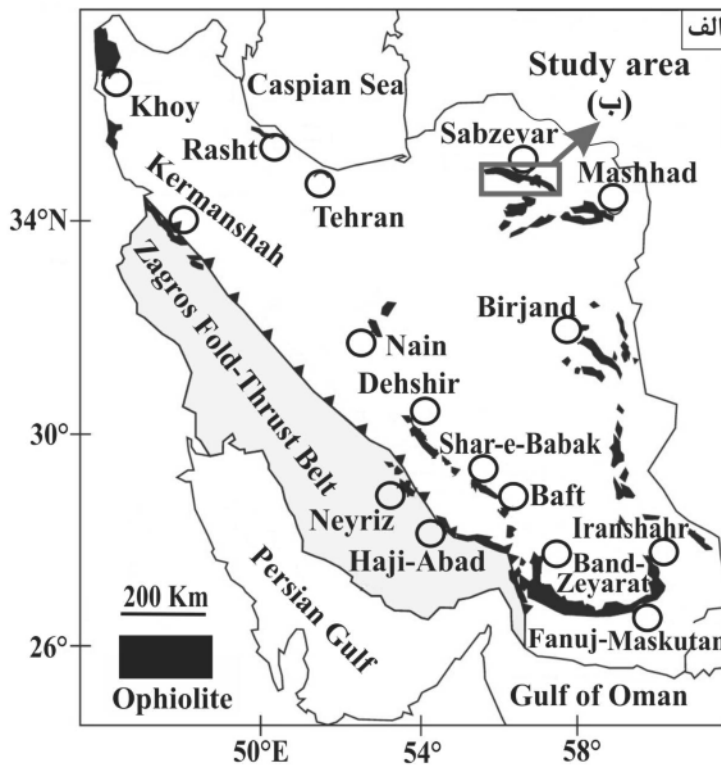 الف
Caspian Sea
Study area
(ب)
Khoy
Rasht
Sabzevar
Mashhad
Tehran
34°N
Kermanshah
Zagros Fold-Thrust Belt
Birjand
Nain
Dehshir
30°
Shar-e-Babak
Baft
Neyriz
Iranshahr
Haji-Abad
Band-
Zeyarat
200 Km
Persian Gulf
Fanuj-Maskutan
26°
Ophiolite
Gulf of Oman
50°E
54°
58°